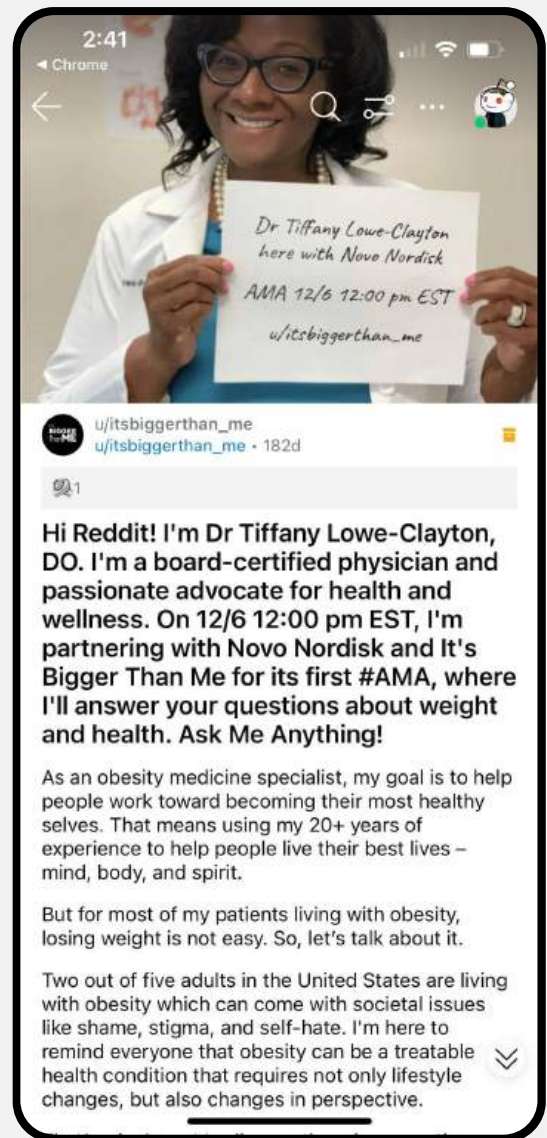 2:41
◄ Chrome
Dr Tiffany Lowe-Clayton
here with Novo Nordisk
AMA 12/6 12:00 pm EST
u/itsbiggerthan_me
BIGGER
than ME
u/itsbiggerthan_me
u/itsbiggerthan_me • 182d
1
Hi Reddit! I'm Dr Tiffany Lowe-Clayton,
DO. I'm a board-certified physician and
passionate advocate for health and
wellness. On 12/6 12:00 pm EST, I'm
partnering with Novo Nordisk and It's
Bigger Than Me for its first #AMA, where
I'll answer your questions about weight
and health. Ask Me Anything!
As an obesity medicine specialist, my goal is to help
people work toward becoming their most healthy
selves. That means using my 20+ years of
experience to help people live their best lives –
mind, body, and spirit.
But for most of my patients living with obesity,
losing weight is not easy. So, let's talk about it.
Two out of five adults in the United States are living
with obesity which can come with societal issues
like shame, stigma, and self-hate. I'm here to
remind everyone that obesity can be a treatable
health condition that requires not only lifestyle
changes, but also changes in perspective.